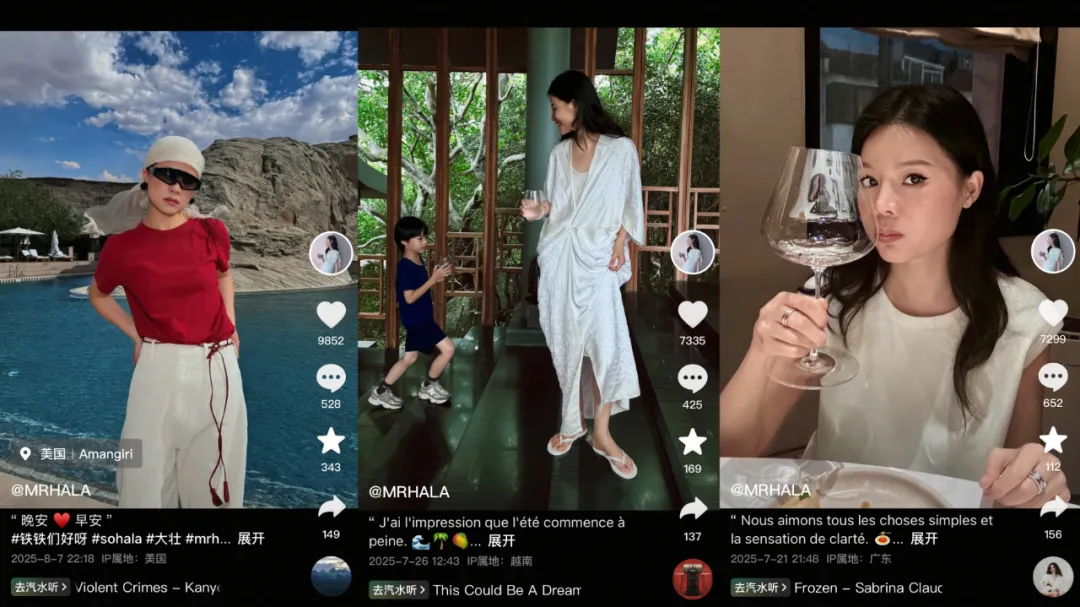 9852
528
343
美国 | Amangiri
@MRHALA
149
“ 晚安 ❤️ 早安 ”
#铁铁们好呀 #sohala #大壮 #mrh... 展开
2025-8-7 22:18 IP属地：美国
去汽水听 > Violent Crimes – Kanye
7335
425
169
@MRHALA
137
“ J'ai l'impression que l'été commence à
peine. 🌊🌴🥭... 展开
2025-7-26 12:43 IP属地：越南
去汽水听 > This Could Be A Dream
7299
652
112
@MRHALA
156
“ Nous aimons tous les choses simples et
la sensation de clarté. 🍝... 展开
2025-7-21 21:48 IP属地：广东
去汽水听 > Frozen – Sabrina Claud